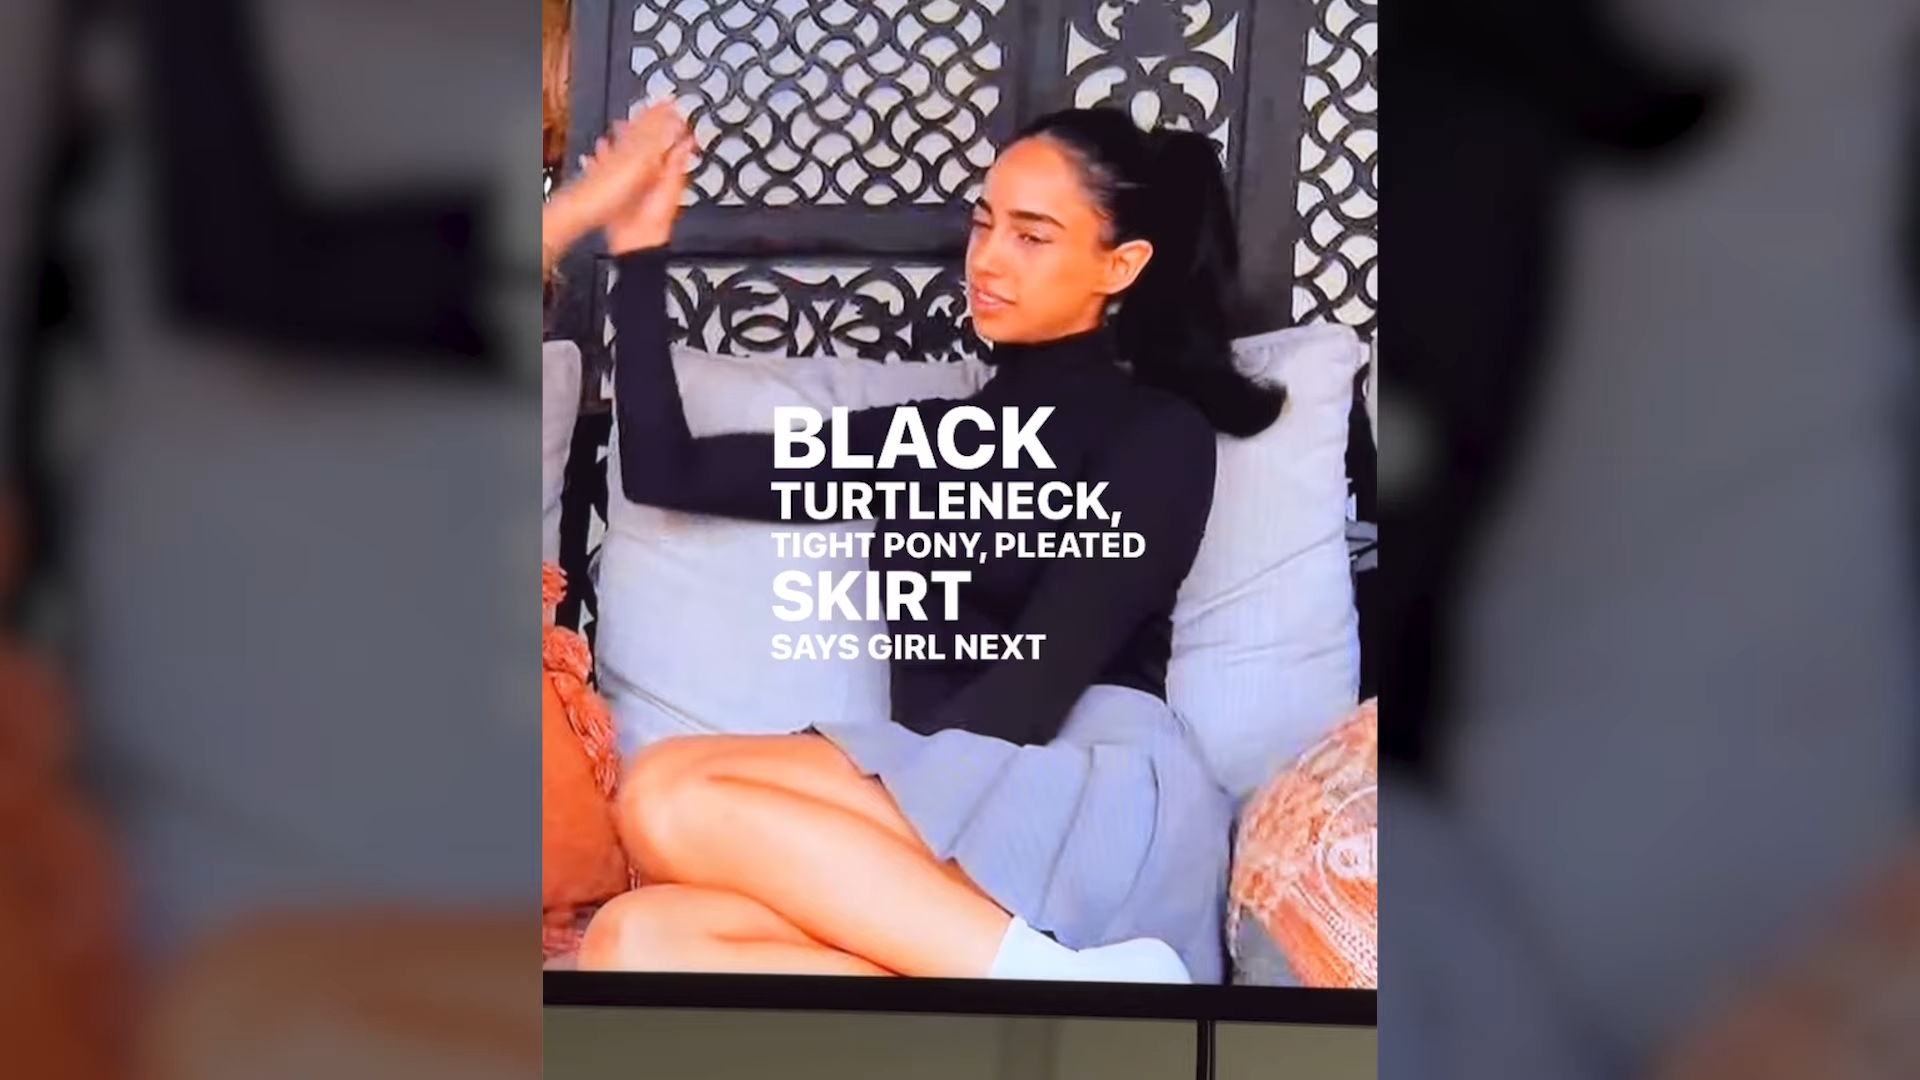 BLACK
TURTLENECK,
TIGHT PONY, PLEATED
SKIRT
SAYS GIRL NEXT